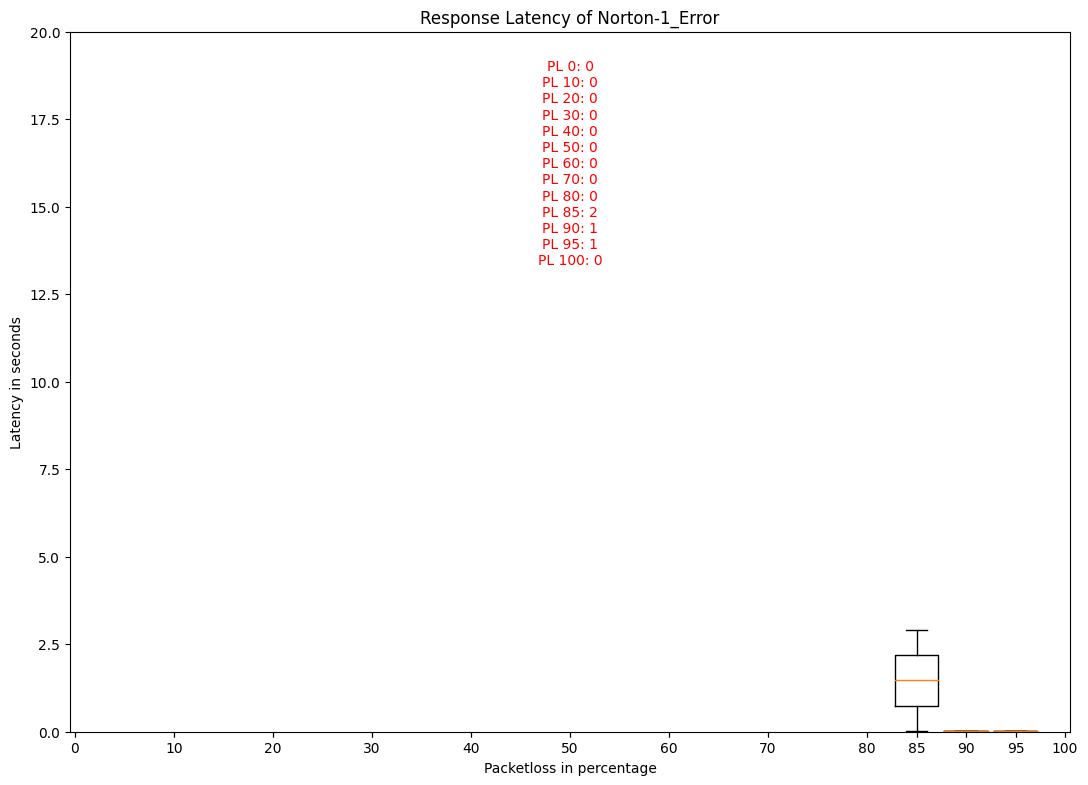 Response Latency of Norton-1_Error
20.0
17.5
15.0
12.5
10.0
7.5
5.0
2.5
0.0
Latency in seconds
PL 0: 0
PL 10: 0
PL 20: 0
PL 30: 0
PL 40: 0
PL 50: 0
PL 60: 0
PL 70: 0
PL 80: 0
PL 85: 2
PL 90: 1
PL 95: 1
PL 100: 0
0 10 20 30 40 50 60 70 80 85 90 95 100
Packetloss in percentage